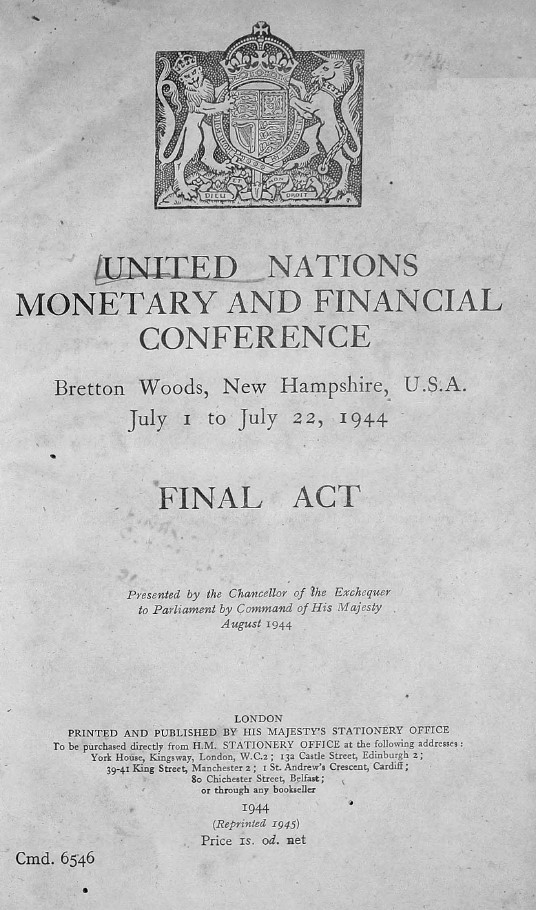 DIEU ET MON DROIT
UNITED NATIONS
MONETARY AND FINANCIAL
CONFERENCE
Bretton Woods, New Hampshire, U.S.A.
July 1 to July 22, 1944
FINAL ACT
Presented by the Chancellor of the Exchequer
to Parliament by Command of His Majesty
August 1944
LONDON
PRINTED AND PUBLISHED BY HIS MAJESTY'S STATIONERY OFFICE
To be purchased directly from H.M. STATIONERY OFFICE at the following addresses:
York House, Kingsway, London, W.C.2; 13a Castle Street, Edinburgh 2;
39-41 King Street, Manchester 2; 1 St. Andrew's Crescent, Cardiff;
80 Chichester Street, Belfast;
or through any bookseller
1944
(Reprinted 1945)
Price 1s. 0d. net
Cmd. 6546